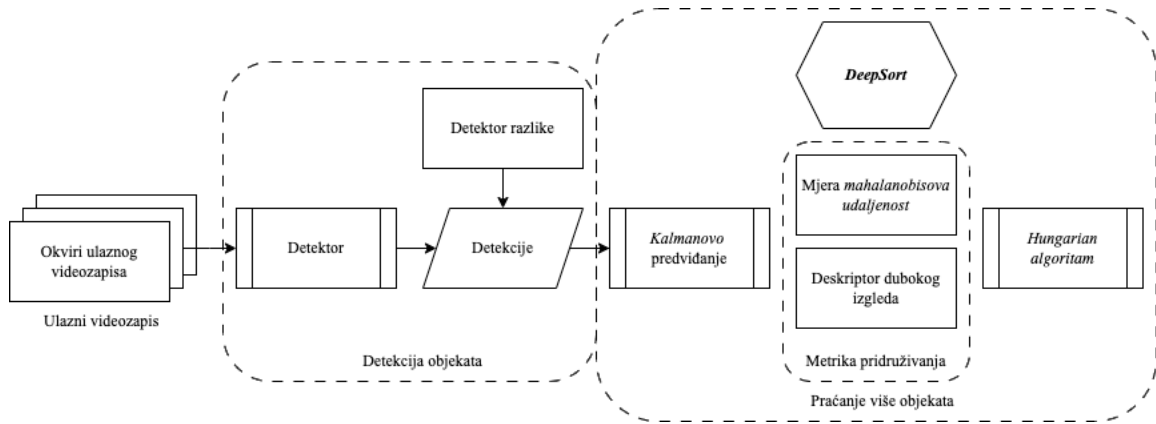 Okviri ulaznog
videozapisa
Ulazni videozapis
Detektor razlike
Detektor
Detekcije
Detekcija objekata
DeepSort
Kalmanovo
predviđanje
Mjera mahalanobisova
udaljenost
Deskriptor dubokog
izgleda
Metrika pridruživanja
Hungarian
algoritam
Praćanje više objekata